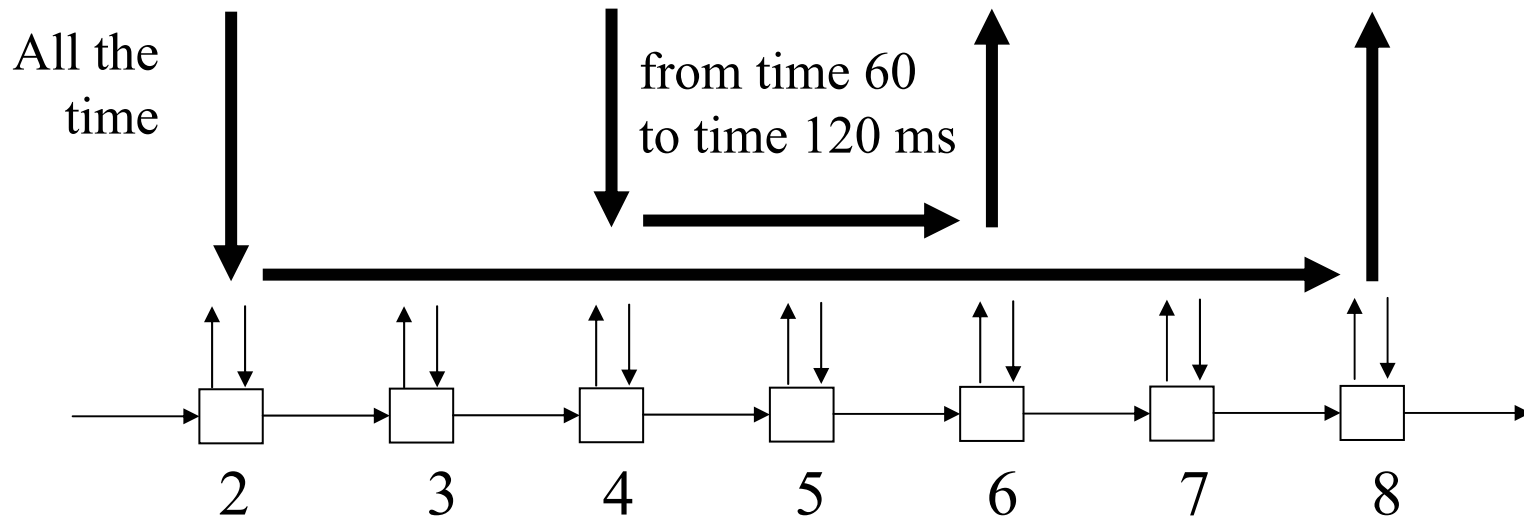 All the
time
from time 60
to time 120 ms
2 3 4 5 6 7 8